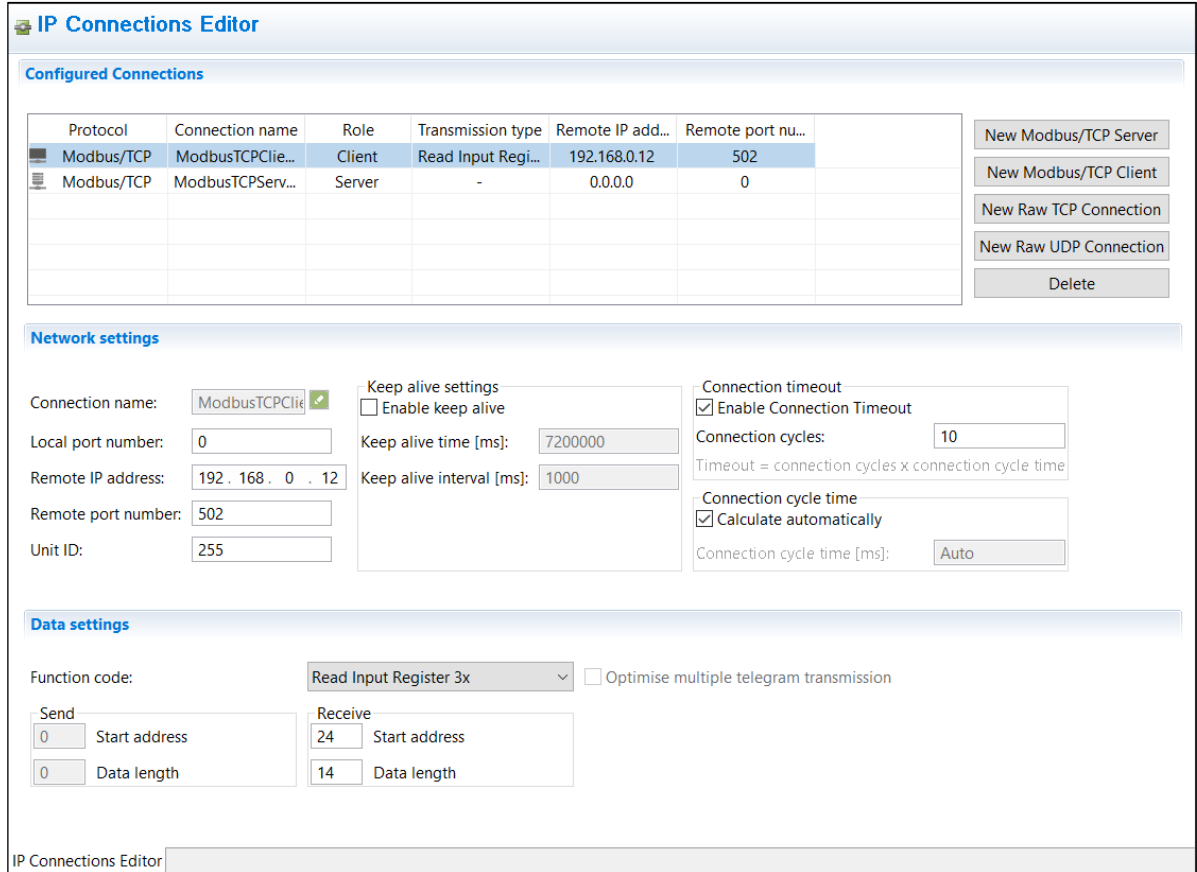 IP Connections Editor
Configured Connections
Protocol Connection name Role Transmission type Remote IP add... Remote port nu...
Modbus/TCP ModbusTCPClie... Client Read Input Regi... 192.168.0.12 502
Modbus/TCP ModbusTCPServ... Server - 0.0.0.0 0
New Modbus/TCP Server
New Modbus/TCP Client
New Raw TCP Connection
New Raw UDP Connection
Delete
Network settings
Connection name: ModbusTCPClie
Local port number: 0
Remote IP address: 192 . 168 . 0 . 12
Remote port number: 502
Unit ID: 255
Keep alive settings
Enable keep alive
Keep alive time [ms]: 7200000
Keep alive interval [ms]: 1000
Connection timeout
Enable Connection Timeout
Connection cycles: 10
Timeout = connection cycles x connection cycle time
Connection cycle time
Calculate automatically
Connection cycle time [ms]: Auto
Data settings
Function code: Read Input Register 3x Optimise multiple telegram transmission
Send
0 Start address
0 Data length
Receive
24 Start address
14 Data length
IP Connections Editor